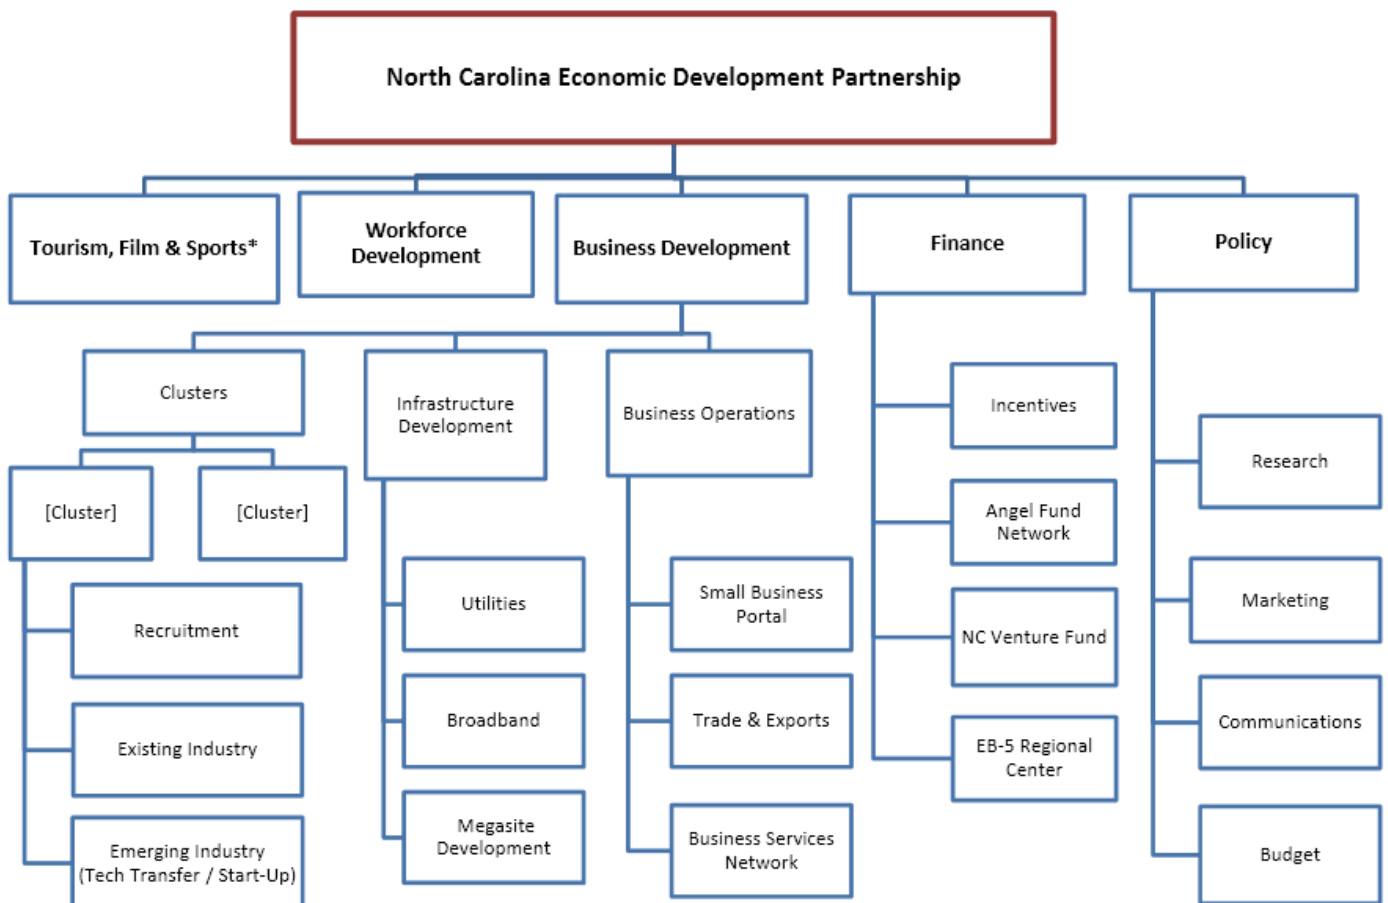 North Carolina Economic Development Partnership
Tourism, Film & Sports*
Workforce
Development
Business Development
Finance
Policy
Clusters
Infrastructure
Development
Business Operations
[Cluster]
[Cluster]
Recruitment
Existing Industry
Emerging Industry
(Tech Transfer / Start-Up)
Utilities
Broadband
Megasite
Development
Small Business
Portal
Trade & Exports
Business Services
Network
Incentives
Angel Fund
Network
NC Venture Fund
EB-5 Regional
Center
Research
Marketing
Communications
Budget